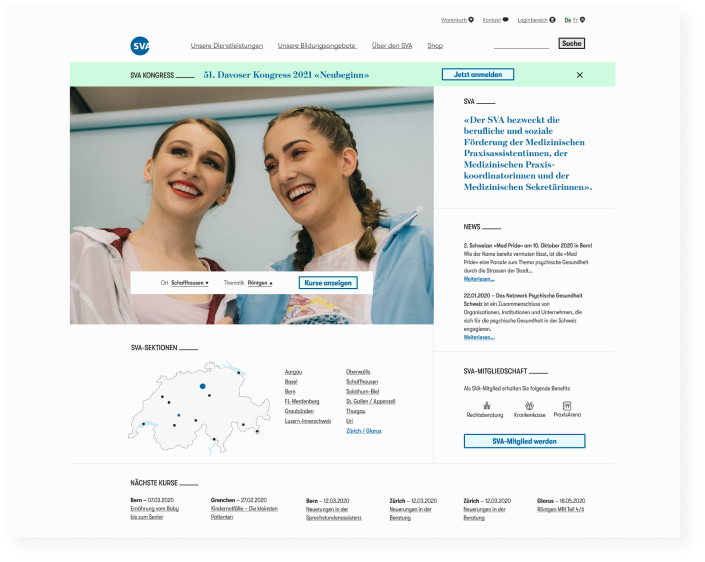 Warenkorb Kontakt Loginbereich De Fr
SVA Unsere Dienstleistungen Unsere Bildungsangebote Über den SVA Shop Suche
SVA KONGRESS 51. Davoser Kongress 2021 «Neubeginn» Jetzt anmelden
SVA
«Der SVA bezweckt die
berufliche und soziale
Förderung der Medizinischen
Praxisassistentinnen, der
Medizinischen Praxis-
koordinatorinnen und der
Medizinischen Sekretärinnen».
NEWS
2. Schweizer «Mad Pride» am 10. Oktober 2020 in Bern!
Wie der Name bereits vermuten lässt, ist die «Mad
Pride» eine Parade zum Thema psychische Gesundheit
durch die Strassen der Stadt...
Weiterlesen...
22.01.2020 – Das Netzwerk Psychische Gesundheit
Schweiz ist ein Zusammenschluss von
Organisationen, Institutionen und Unternehmen, die
sich für die psychische Gesundheit in der Schweiz
engagieren.
Weiterlesen...
Ort Schaffhausen Thematik Röntgen Kurse anzeigen
SVA-SEKTIONEN
Aargau
Basel
Bern
FL-Werdenberg
Graubünden
Luzern-Innerschweiz
Oberwallis
Schaffhausen
Solothurn-Biel
St. Gallen / Appenzell
Thurgau
Uri
Zürich / Glarus
SVA-MITGLIEDSCHAFT
Als SVA-Mitglied erhalten Sie folgende Benefits
Rechtsberatung Krankenkasse PraxisArena
SVA-Mitglied werden
NÄCHSTE KURSE
Bern – 07.03.2020
Ernährung vom Baby
bis zum Senior
Grenchen – 27.02.2020
Kindernotfälle – Die kleinsten
Patienten
Bern – 12.03.2020
Neuerungen in der
Sprechstundenassistenz
Zürich – 12.03.2020
Neuerungen in der
Beratung
Zürich – 12.03.2020
Neuerungen in der
Beratung
Glarus – 18.05.2020
Röntgen MRI Teil 4/6